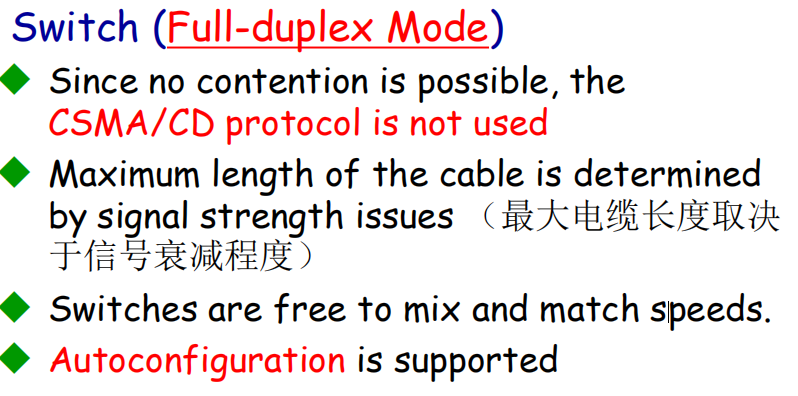 Switch (Full-duplex Mode)
Since no contention is possible, the
CSMA/CD protocol is not used
Maximum length of the cable is determined
by signal strength issues （最大电缆长度取决
于信号衰减程度）
Switches are free to mix and match speeds.
Autoconfiguration is supported